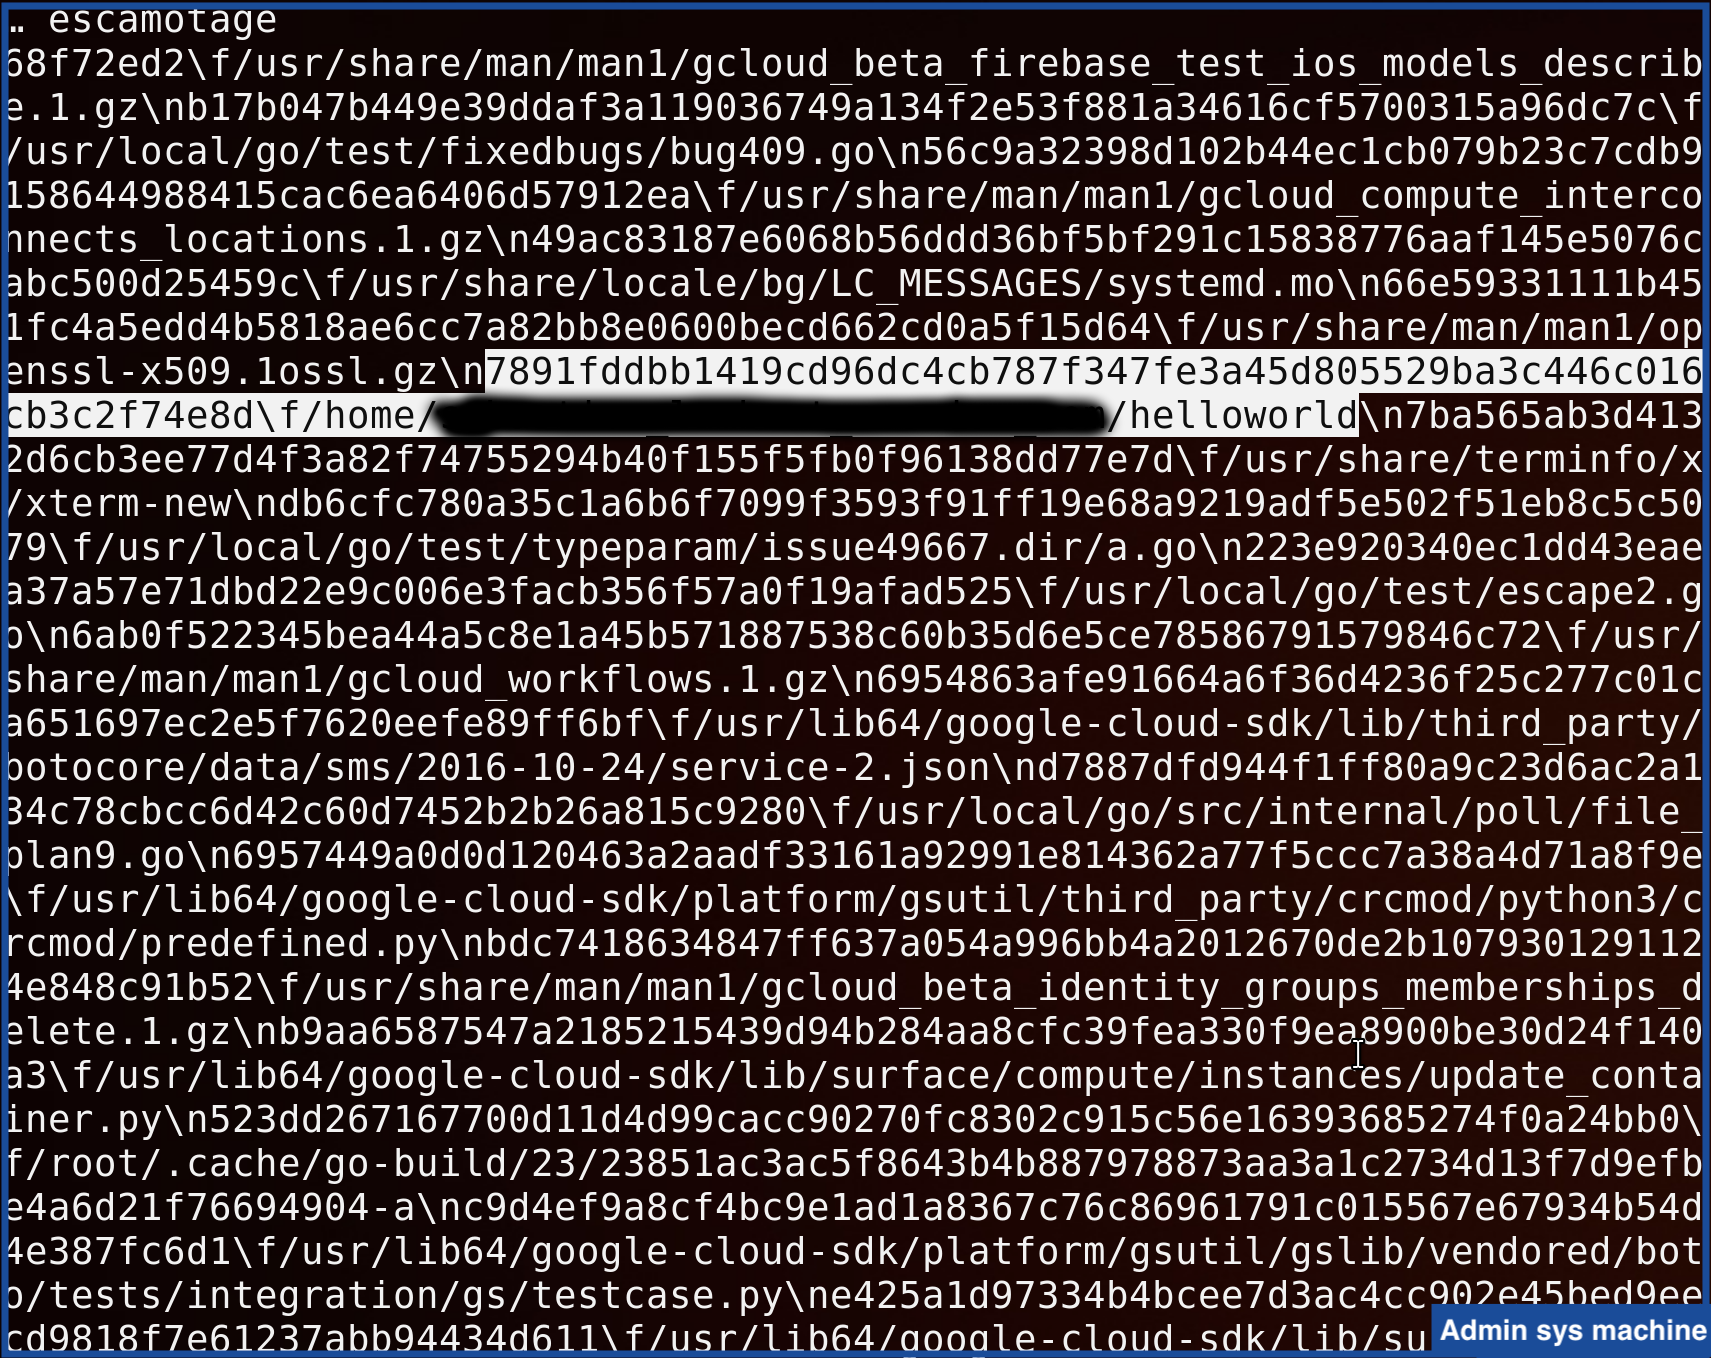 … escamotage
68f72ed2\f/usr/share/man/man1/gcloud_beta_firebase_test_ios_models_describ
e.1.gz\nb17b047b449e39ddaf3a119036749a134f2e53f881a34616cf5700315a96dc7c\f
/usr/local/go/test/fixedbugs/bug409.go\n56c9a32398d102b44ec1cb079b23c7cdb9
158644988415cac6ea6406d57912ea\f/usr/share/man/man1/gcloud_compute_interco
nnects_locations.1.gz\n49ac83187e6068b56ddd36bf5bf291c15838776aaf145e5076c
abc500d25459c\f/usr/share/locale/bg/LC_MESSAGES/systemd.mo\n66e59331111b45
1fc4a5edd4b5818ae6cc7a82bb8e0600becd662cd0a5f15d64\f/usr/share/man/man1/op
enssl-x509.1ossl.gz\n7891fddbb1419cd96dc4cb787f347fe3a45d805529ba3c446c016
cb3c2f74e8d\f/home/ /helloworld\n7ba565ab3d413
2d6cb3ee77d4f3a82f74755294b40f155f5fb0f96138dd77e7d\f/usr/share/terminfo/x
/xterm-new\ndb6cfc780a35c1a6b6f7099f3593f91ff19e68a9219adf5e502f51eb8c5c50
79\f/usr/local/go/test/typeparam/issue49667.dir/a.go\n223e920340ec1dd43eae
a37a57e71dbd22e9c006e3facb356f57a0f19afad525\f/usr/local/go/test/escape2.g
o\n6ab0f522345bea44a5c8e1a45b571887538c60b35d6e5ce78586791579846c72\f/usr/
share/man/man1/gcloud_workflows.1.gz\n6954863afe91664a6f36d4236f25c277c01c
a651697ec2e5f7620eefe89ff6bf\f/usr/lib64/google-cloud-sdk/lib/third_party/
botocore/data/sms/2016-10-24/service-2.json\nd7887dfd944f1ff80a9c23d6ac2a1
34c78cbcc6d42c60d7452b2b26a815c9280\f/usr/local/go/src/internal/poll/file_
plan9.go\n6957449a0d0d120463a2aadf33161a92991e814362a77f5ccc7a38a4d71a8f9e
\f/usr/lib64/google-cloud-sdk/platform/gsutil/third_party/crcmod/python3/c
rcmod/predefined.py\nbdc7418634847ff637a054a996bb4a2012670de2b107930129112
4e848c91b52\f/usr/share/man/man1/gcloud_beta_identity_groups_memberships_d
elete.1.gz\nb9aa6587547a2185215439d94b284aa8cfc39fea330f9ea8900be30d24f140
a3\f/usr/lib64/google-cloud-sdk/lib/surface/compute/instances/update_conta
iner.py\n523dd267167700d11d4d99cacc90270fc8302c915c56e16393685274f0a24bb0\
f/root/.cache/go-build/23/23851ac3ac5f8643b4b887978873aa3a1c2734d13f7d9efb
e4a6d21f76694904-a\nc9d4ef9a8cf4bc9e1ad1a8367c76c86961791c015567e67934b54d
4e387fc6d1\f/usr/lib64/google-cloud-sdk/platform/gsutil/gslib/vendored/bot
o/tests/integration/gs/testcase.py\ne425a1d97334b4bcee7d3ac4cc902e45bed9ee
cd9818f7e61237abb94434d611\f/usr/lib64/google-cloud-sdk/lib/su
Admin sys machine